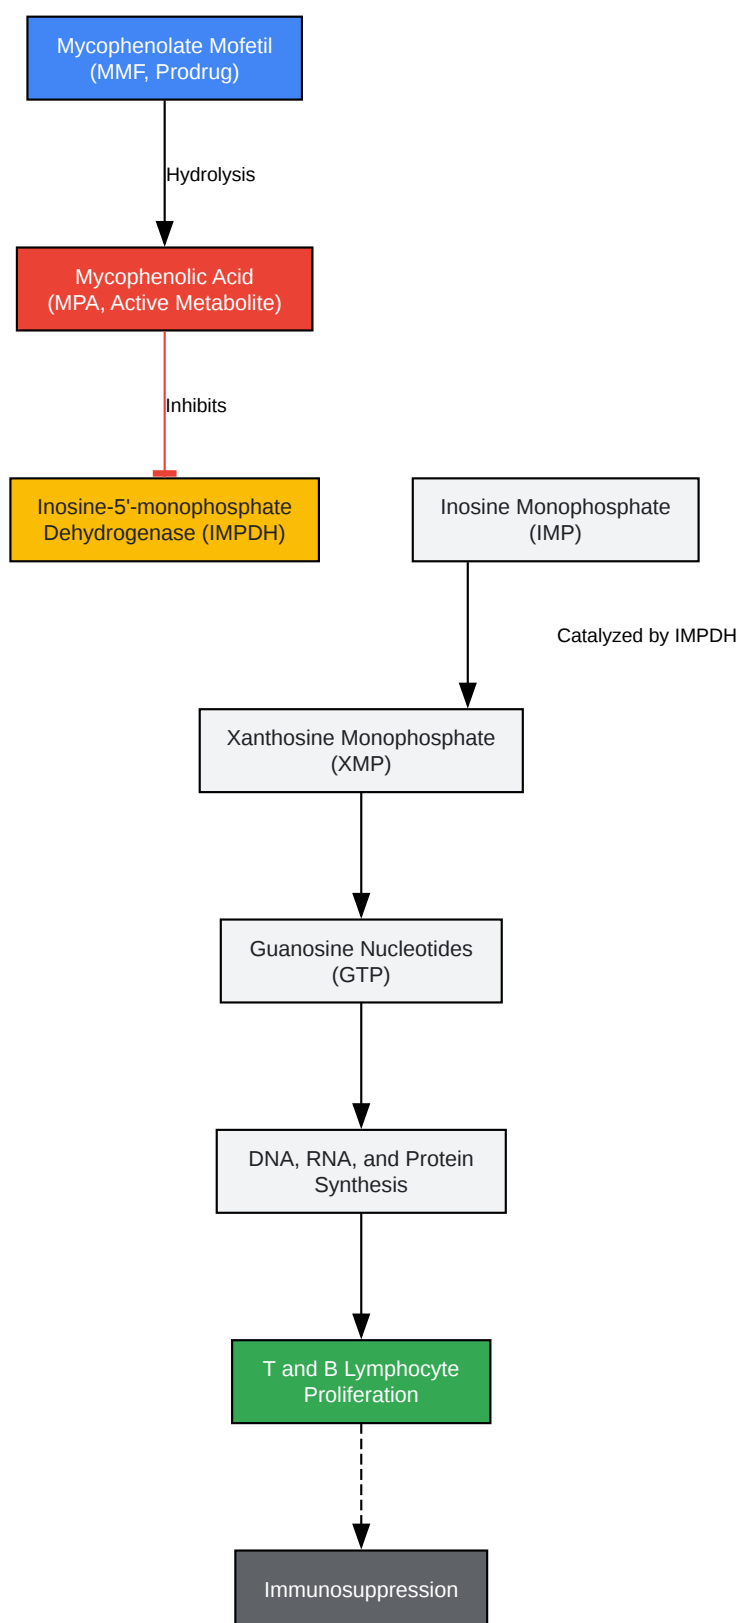 Mycophenolate Mofetil
(MMF, Prodrug)
Hydrolysis
Mycophenolic Acid
(MPA, Active Metabolite)
Inhibits
Inosine-5'-monophosphate
Dehydrogenase (IMPDH)
Inosine Monophosphate
(IMP)
Catalyzed by IMPDH
Xanthosine Monophosphate
(XMP)
Guanosine Nucleotides
(GTP)
DNA, RNA, and Protein
Synthesis
T and B Lymphocyte
Proliferation
Immunosuppression